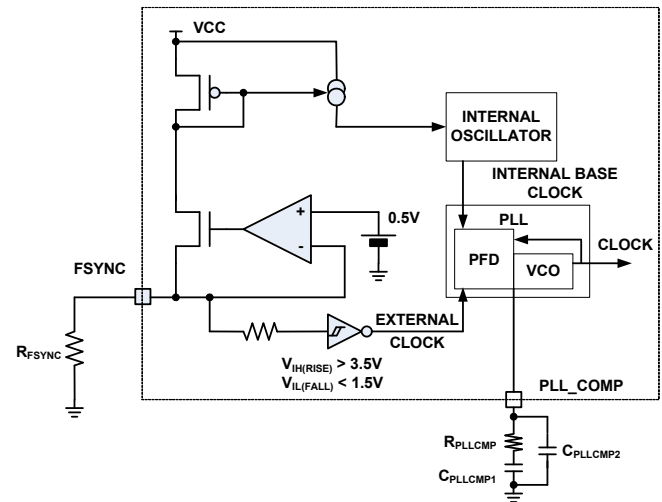 VCC
INTERNAL
OSCILLATOR
INTERNAL BASE
CLOCK
0.5V
+
-
PLL
CLOCK
PFD
VCO
FSYNC
EXTERNAL
CLOCK
RFSYNC
VIH(RISE) > 3.5V
VIL(FALL) < 1.5V
PLL_COMP
RPLLCMP
CPLLCMP2
CPLLCMP1